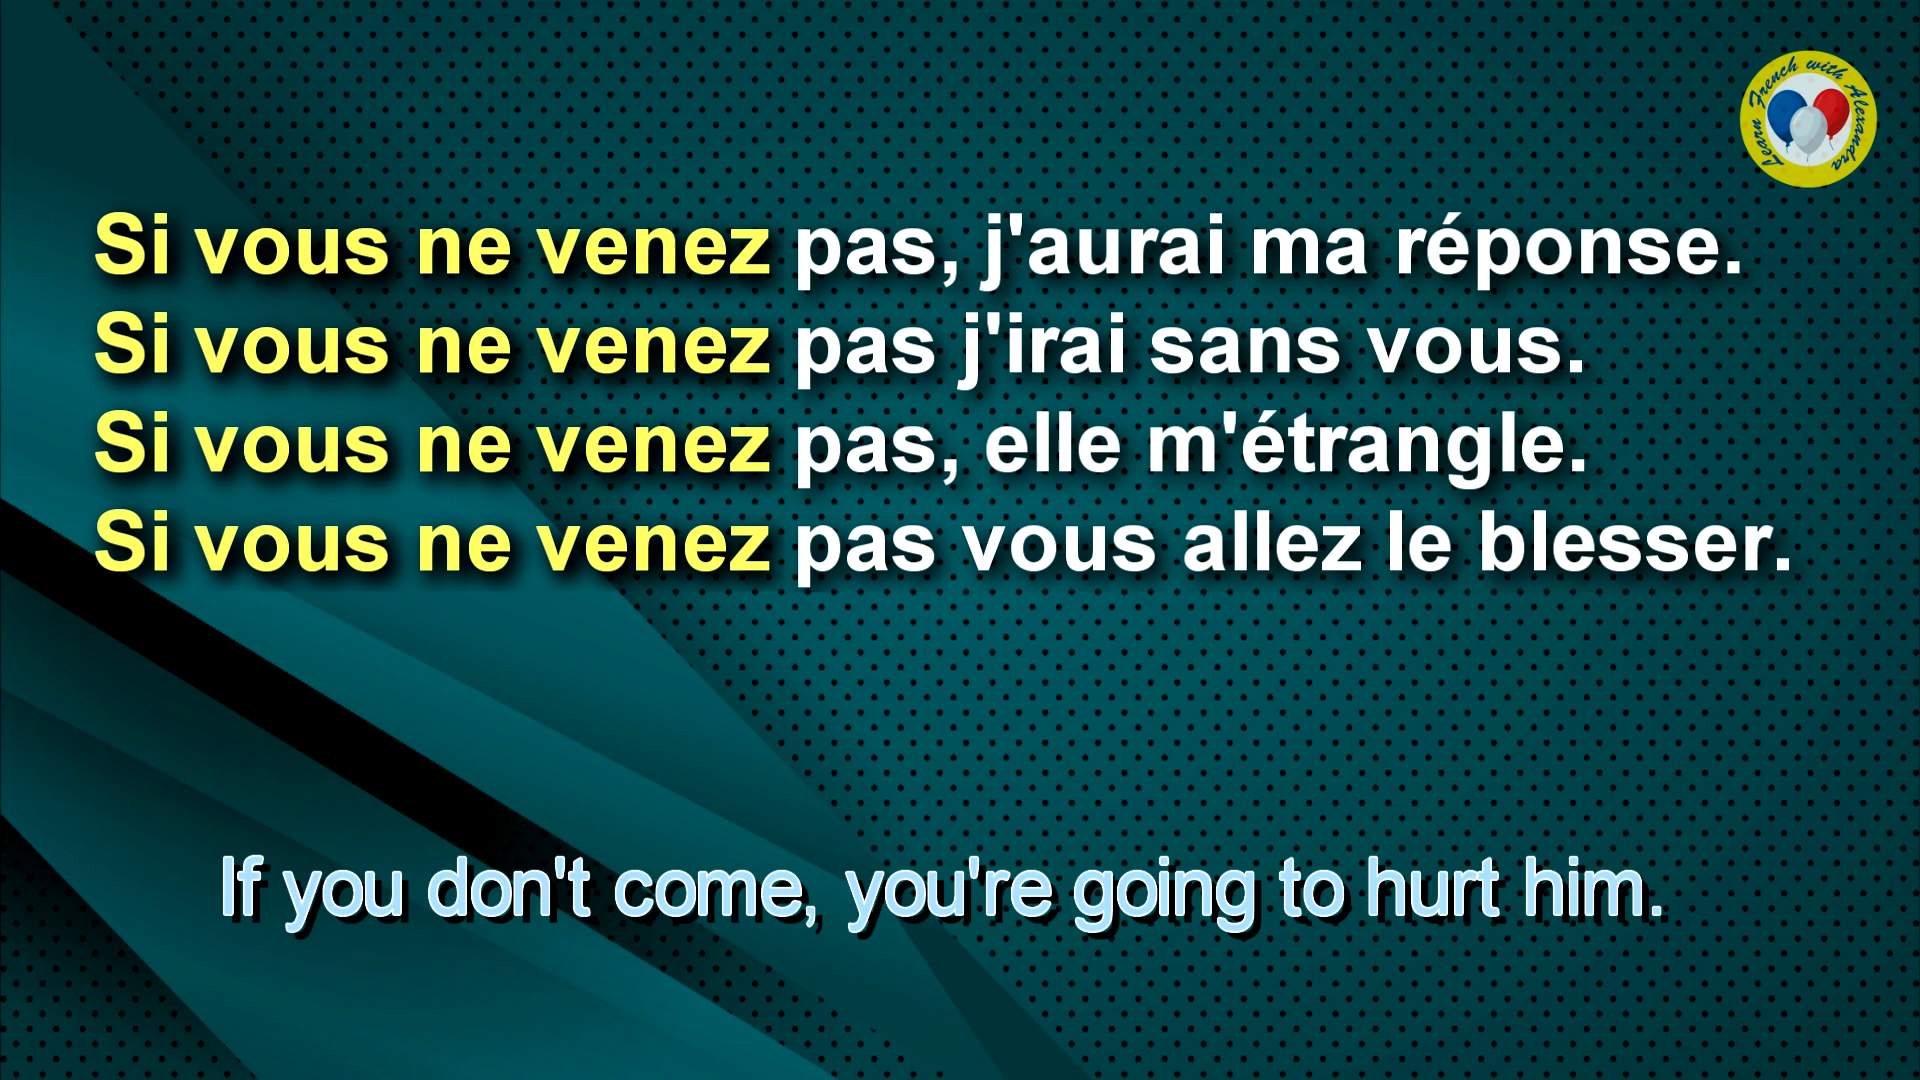 Learn French with Alexandra
Si vous ne venez pas, j'aurai ma réponse.
Si vous ne venez pas j'irai sans vous.
Si vous ne venez pas, elle m'étrangle.
Si vous ne venez pas vous allez le blesser.
If you don't come, you're going to hurt him.